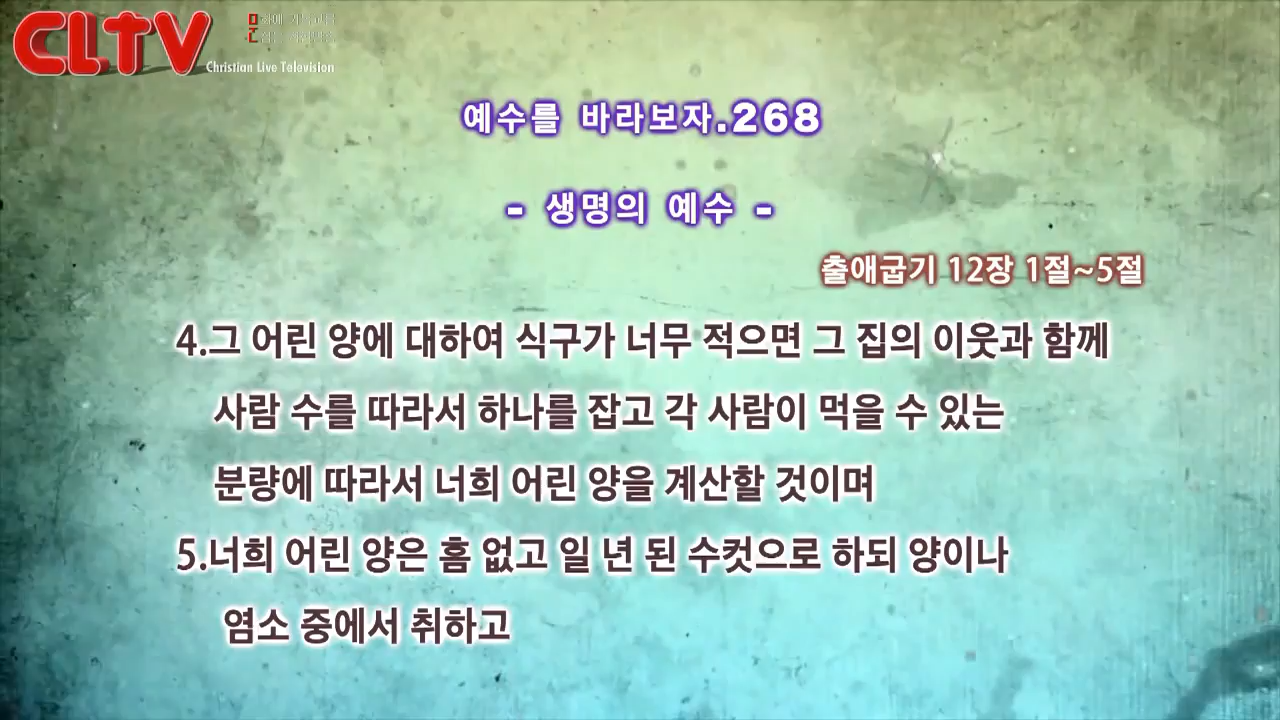 CLTV
Christian Live Television
예수를 바라보자.268
- 생명의 예수 -
출애굽기 12장 1절~5절
4.그 어린 양에 대하여 식구가 너무 적으면 그 집의 이웃과 함께
사람 수를 따라서 하나를 잡고 각 사람이 먹을 수 있는
분량에 따라서 너희 어린 양을 계산할 것이며
5.너희 어린 양은 흠 없고 일 년 된 수컷으로 하되 양이나
염소 중에서 취하고